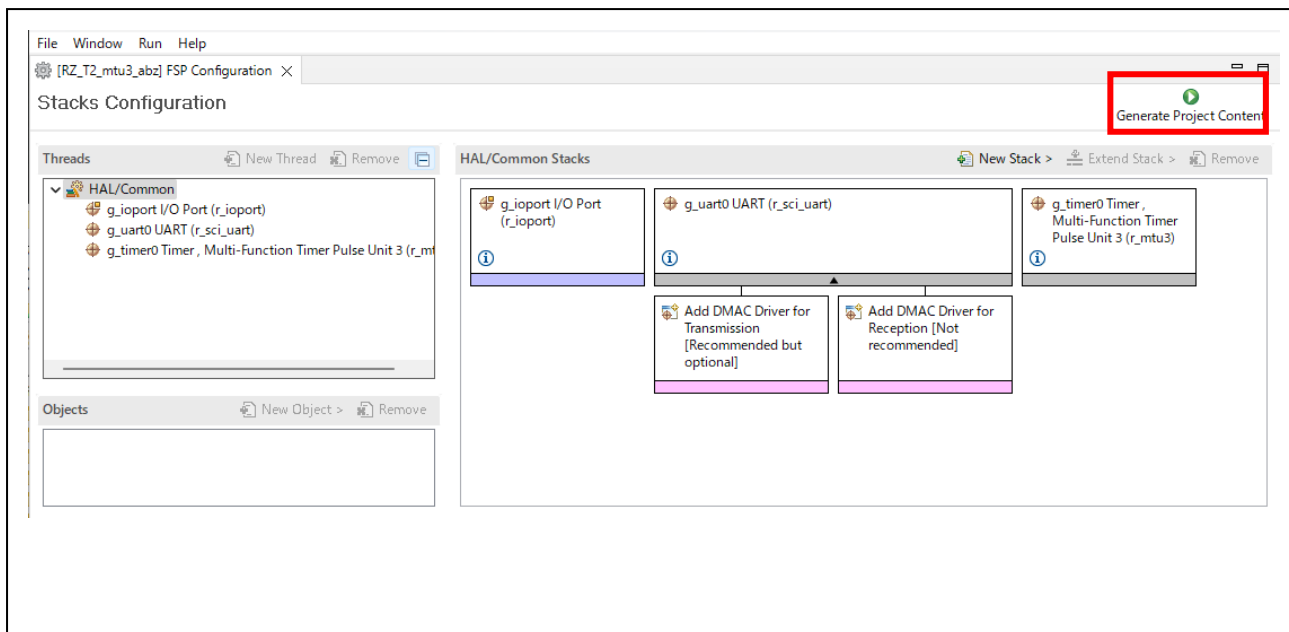 File Window Run Help
[RZ_T2_mtu3_abz] FSP Configuration
Stacks Configuration
Generate Project Content
Threads
New Thread
Remove
HAL/Common
g_ioport I/O Port (r_ioport)
g_uart0 UART (r_sci_uart)
g_timer0 Timer , Multi-Function Timer Pulse Unit 3 (r_mt
Objects
New Object >
Remove
HAL/Common Stacks
New Stack >
Extend Stack >
Remove
g_ioport I/O Port
(r_ioport)
g_uart0 UART (r_sci_uart)
g_timer0 Timer ,
Multi-Function Timer
Pulse Unit 3 (r_mtu3)
Add DMAC Driver for
Transmission
[Recommended but
optional]
Add DMAC Driver for
Reception [Not
recommended]